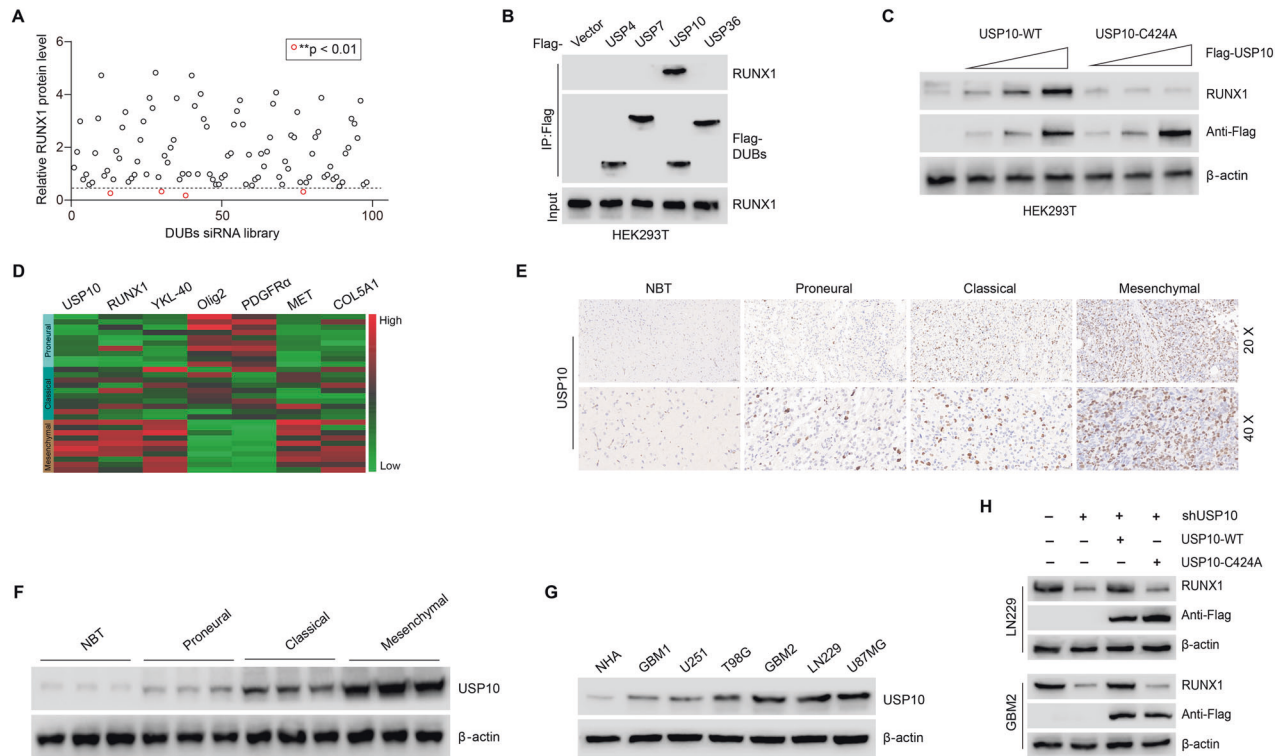 A
Relative RUNX1 protein level
6
4
2
0
**p < 0.01
0
50
100
DUBs siRNA library
B
Flag-
Vector
USP4
USP7
USP10
USP36
IP:Flag
RUNX1
Flag-
DUBs
Input
RUNX1
HEK293T
C
USP10-WT
USP10-C424A
Flag-USP10
RUNX1
Anti-Flag
β-actin
HEK293T
D
USP10
RUNX1
YKL-40
Olig2
PDGFRα
MET
COL5A1
Proneural
Classical
Mesenchymal
High
Low
E
NBT
Proneural
Classical
Mesenchymal
USP10
20 X
40 X
F
NBT
Proneural
Classical
Mesenchymal
USP10
β-actin
G
NHA
GBM1
U251
T98G
GBM2
LN229
U87MG
USP10
β-actin
H
– + + + shUSP10
– – + – USP10-WT
– – – + USP10-C424A
LN229
RUNX1
Anti-Flag
β-actin
GBM2
RUNX1
Anti-Flag
β-actin